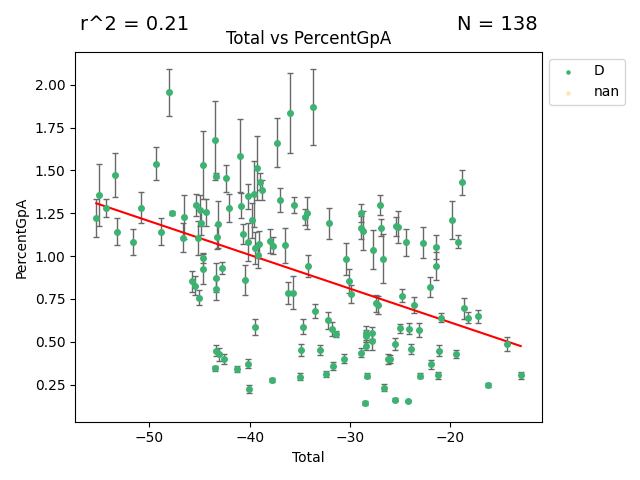 r^2 = 0.21
N = 138
Total vs PercentGpA
D
nan
2.00
1.75
1.50
1.25
1.00
0.75
0.50
0.25
PercentGpA
−50
−40
−30
−20
Total